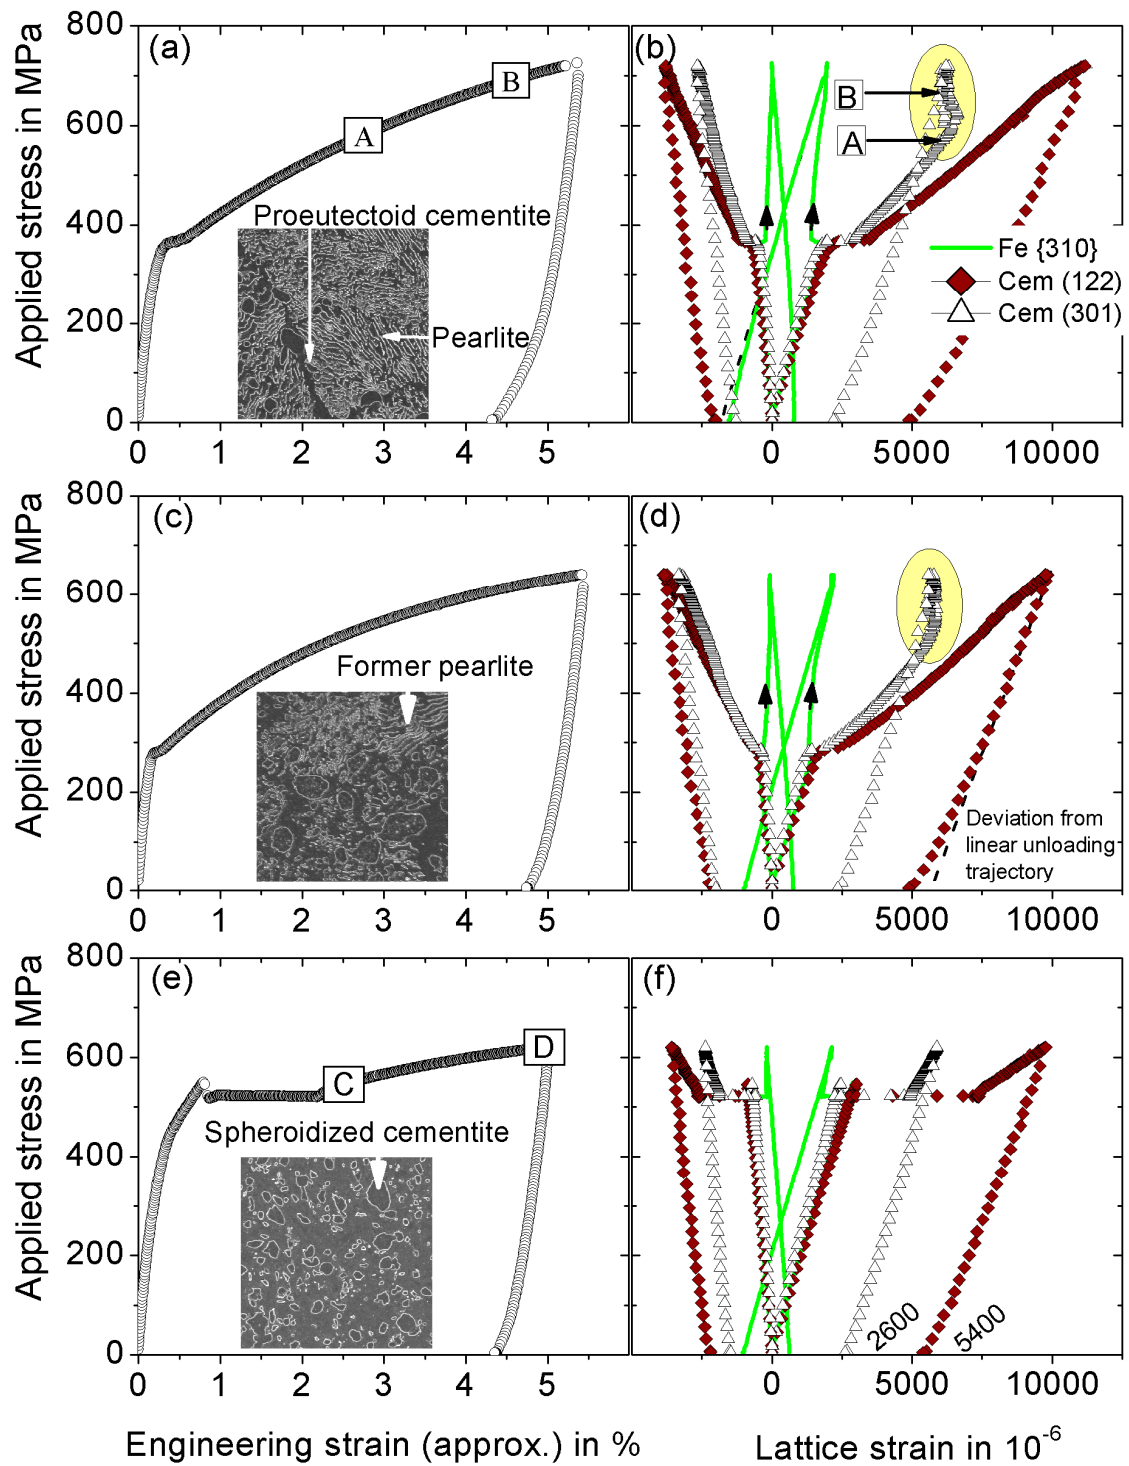 Applied stress in MPa
800
600
400
200
0
(a)
B
A
Proeutectoid cementite
Pearlite
0 1 2 3 4 5
(b)
B
A
Fe {310}
Cem (122)
Cem (301)
0 5000 10000
Applied stress in MPa
800
600
400
200
0
(c)
Former pearlite
0 1 2 3 4 5
(d)
Deviation from
linear unloading
trajectory
0 5000 10000
Applied stress in MPa
800
600
400
200
0
(e)
D
C
Spheroidized cementite
0 1 2 3 4 5
Engineering strain (approx.) in %
(f)
2600
5400
0 5000 10000
Lattice strain in 10⁻⁶